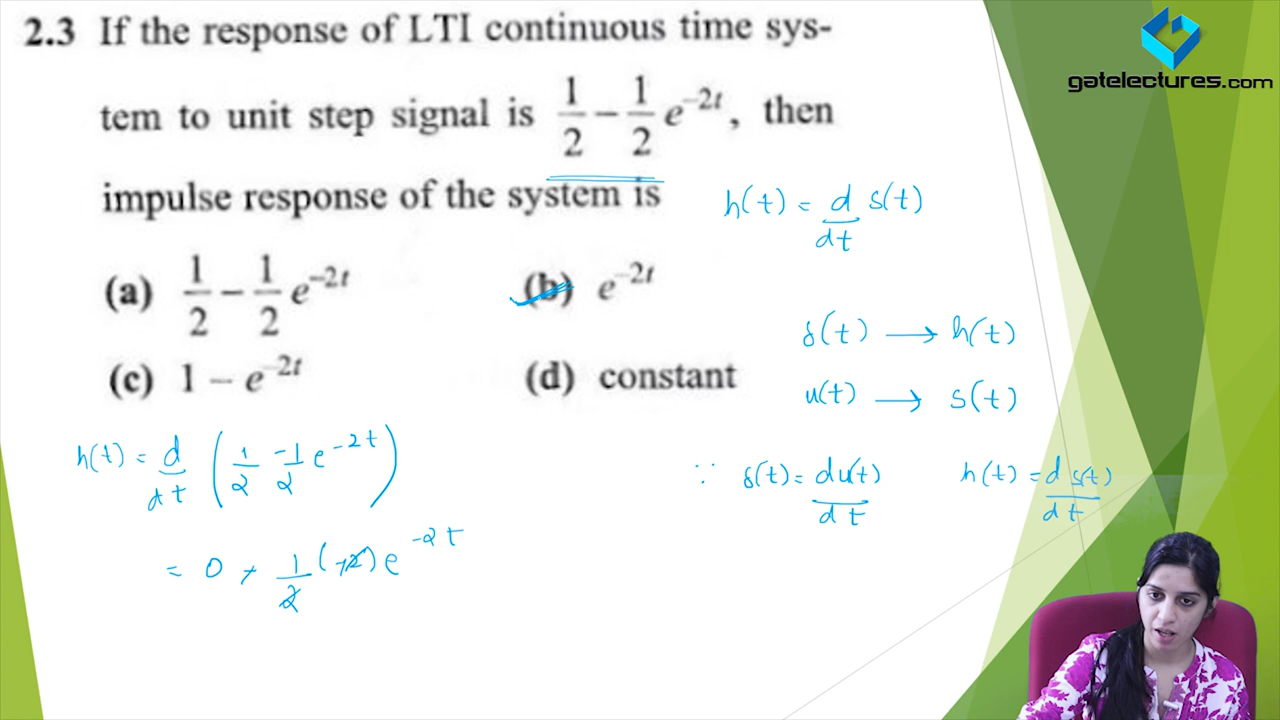 2.3 If the response of LTI continuous time sys-
tem to unit step signal is 1/2 − 1/2 e^−2t, then
impulse response of the system is
(a) 1/2 − 1/2 e^−2t
(b) e^−2t
(c) 1 − e^−2t
(d) constant
gatelectures.com
h(t) = d/dt s(t)
δ(t) → h(t)
u(t) → s(t)
∵ δ(t) = du(t)/dt h(t) = d s(t)/dt
h(t) = d/dt (1/2 − 1/2 e^−2t)
= 0 + 1/2 (+2) e^−2t